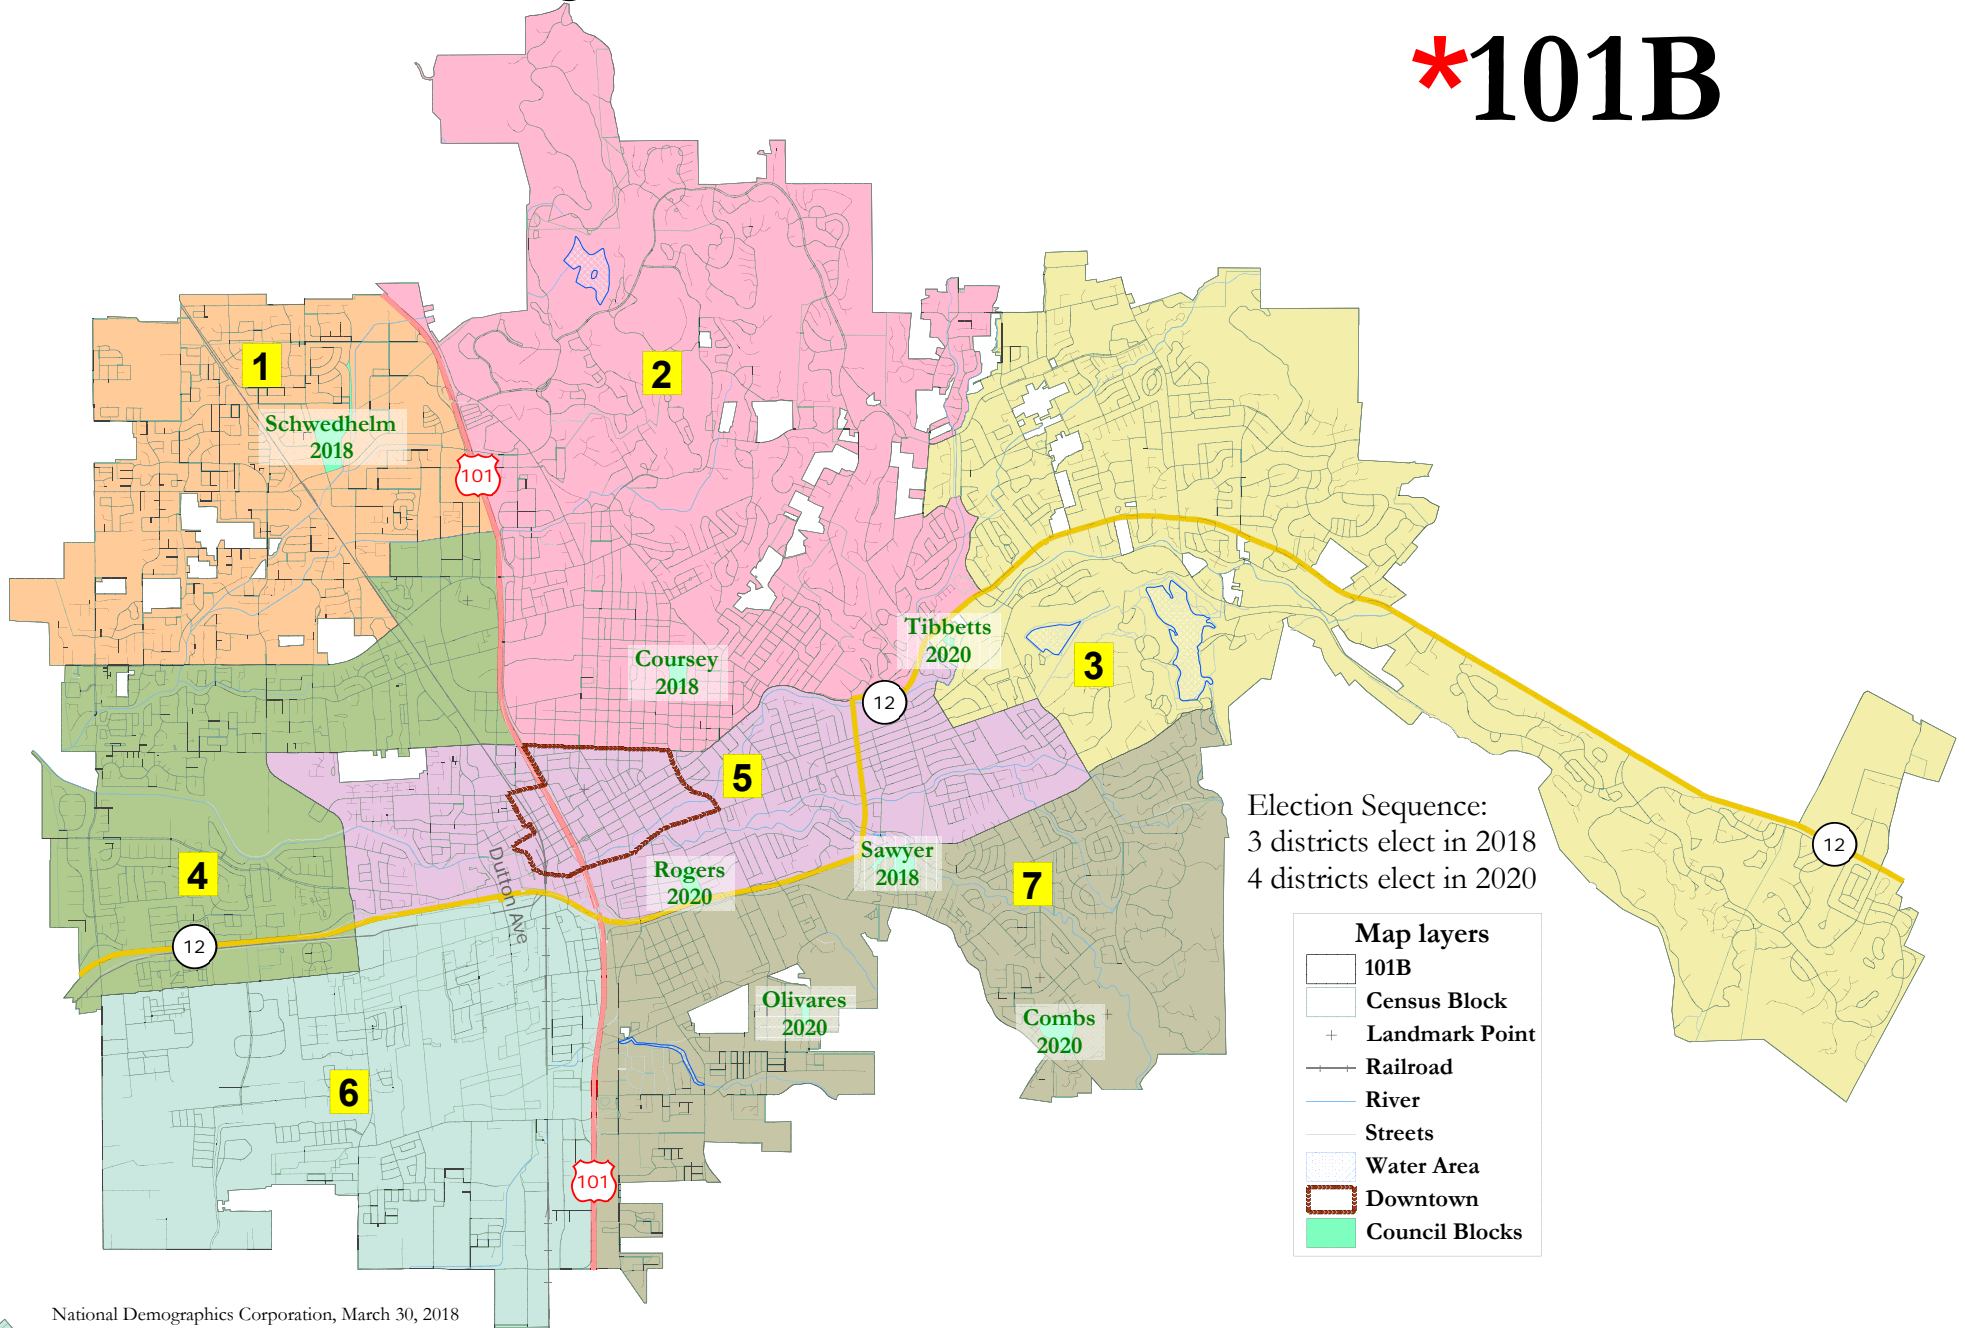 *101B
1
2
Schwedhelm
2018
101
Tibbetts
2020
3
Coursey
2018
12
5
Election Sequence:
3 districts elect in 2018
4 districts elect in 2020
12
4
Dutton Ave
Rogers
2020
Sawyer
2018
7
12
Olivares
2020
Combs
2020
6
101
Map layers
101B
Census Block
Landmark Point
Railroad
River
Streets
Water Area
Downtown
Council Blocks
National Demographics Corporation, March 30, 2018